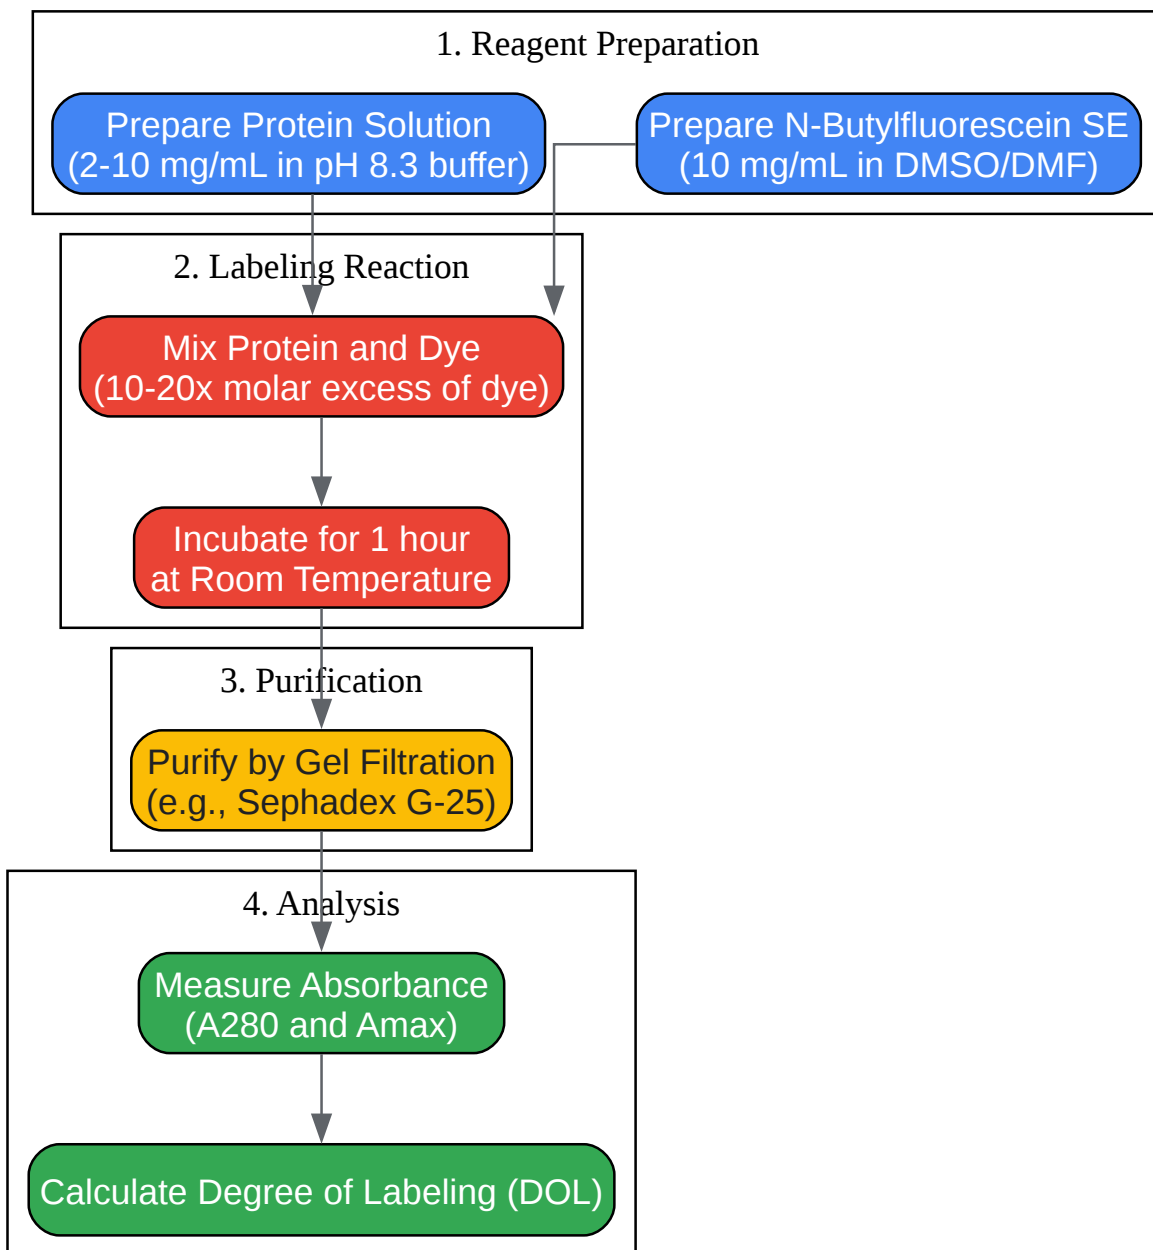 1. Reagent Preparation
Prepare Protein Solution
(2-10 mg/mL in pH 8.3 buffer)
Prepare N-Butylfluorescein SE
(10 mg/mL in DMSO/DMF)
2. Labeling Reaction
Mix Protein and Dye
(10-20x molar excess of dye)
Incubate for 1 hour
at Room Temperature
3. Purification
Purify by Gel Filtration
(e.g., Sephadex G-25)
4. Analysis
Measure Absorbance
(A280 and Amax)
Calculate Degree of Labeling (DOL)